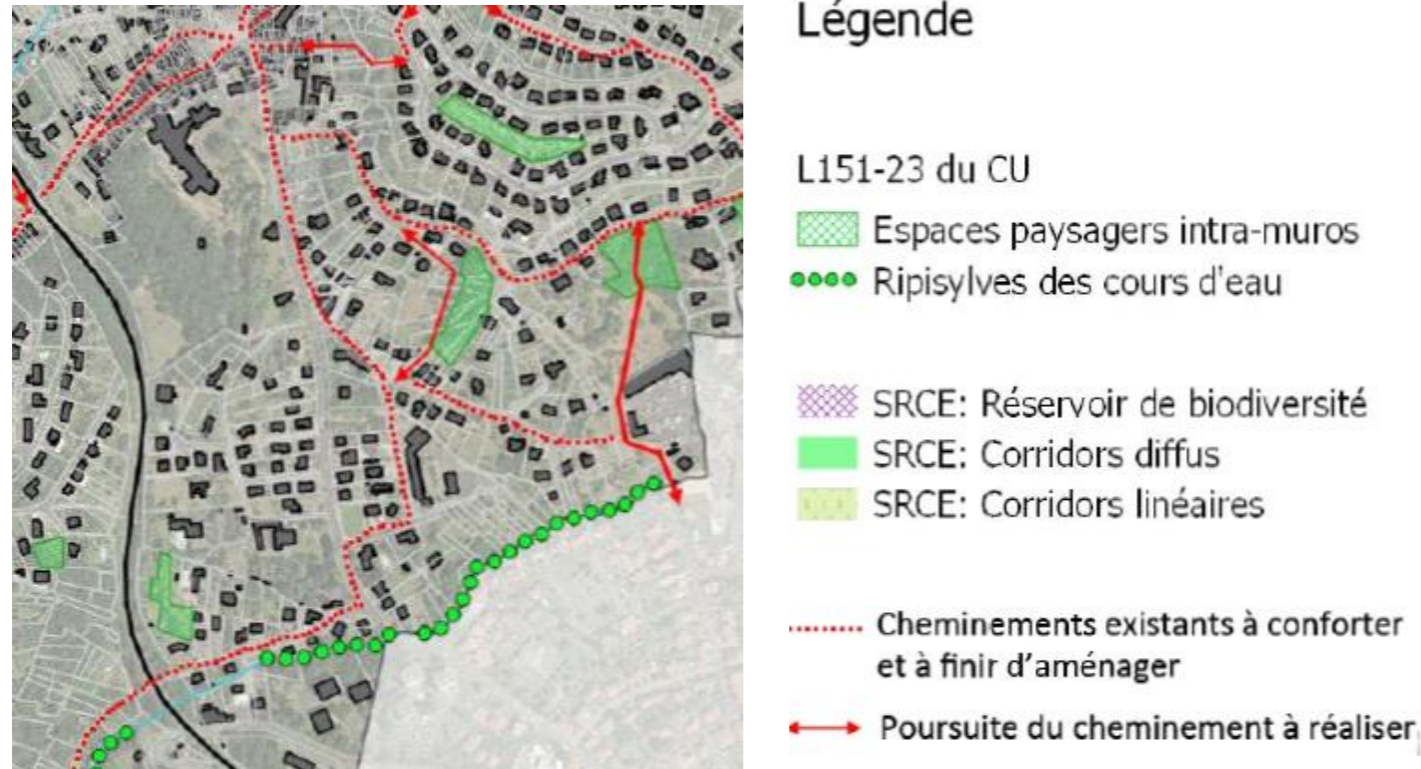 Légende
L151-23 du CU
Espaces paysagers intra-muros
Ripisylves des cours d'eau
SRCE: Réservoir de biodiversité
SRCE: Corridors diffus
SRCE: Corridors linéaires
Cheminements existants à conforter
et à finir d'aménager
Poursuite du cheminement à réaliser